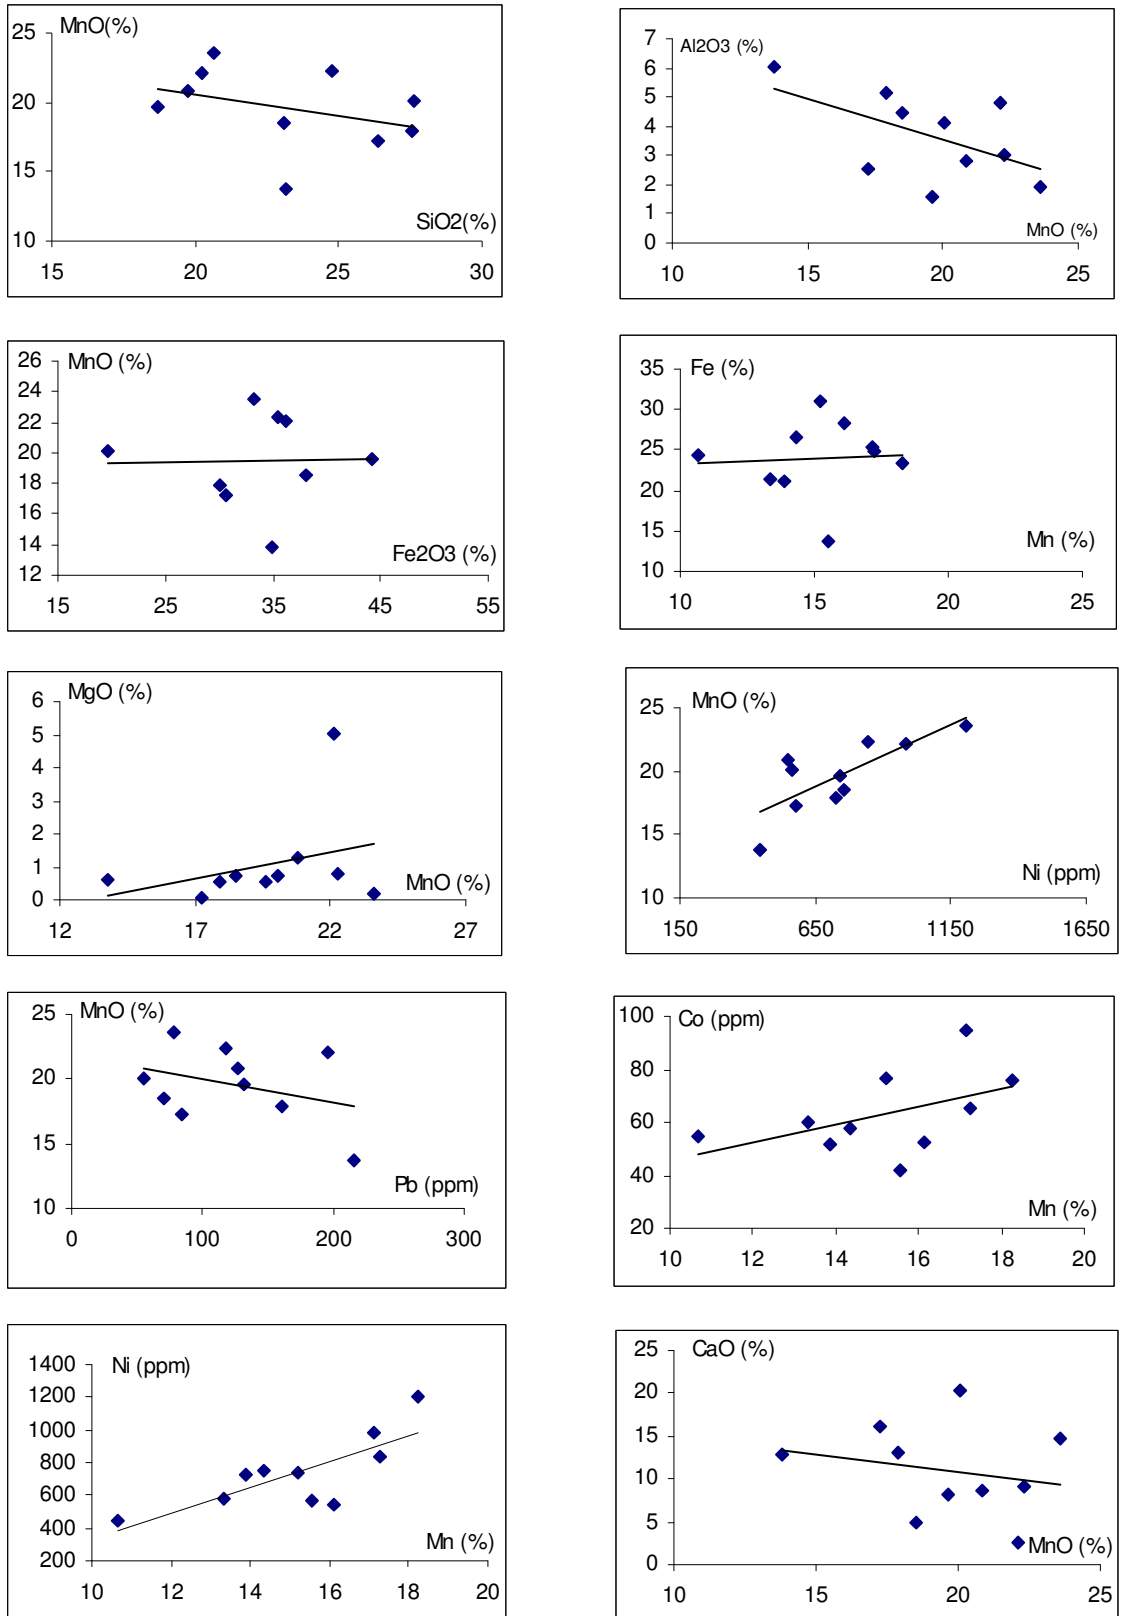 MnO(%)
25
20
15
10
SiO2(%)
15 20 25 30
Al2O3 (%)
7
6
5
4
3
2
1
0
MnO (%)
10 15 20 25
MnO (%)
26
24
22
20
18
16
14
12
Fe2O3 (%)
15 25 35 45 55
Fe (%)
35
30
25
20
15
10
Mn (%)
10 15 20 25
MgO (%)
6
5
4
3
2
1
0
MnO (%)
12 17 22 27
MnO (%)
25
20
15
10
Ni (ppm)
150 650 1150 1650
MnO (%)
25
20
15
10
Pb (ppm)
0 100 200 300
Co (ppm)
100
80
60
40
20
Mn (%)
10 12 14 16 18 20
Ni (ppm)
1400
1200
1000
800
600
400
200
Mn (%)
10 12 14 16 18 20
CaO (%)
25
20
15
10
5
0
MnO (%)
10 15 20 25